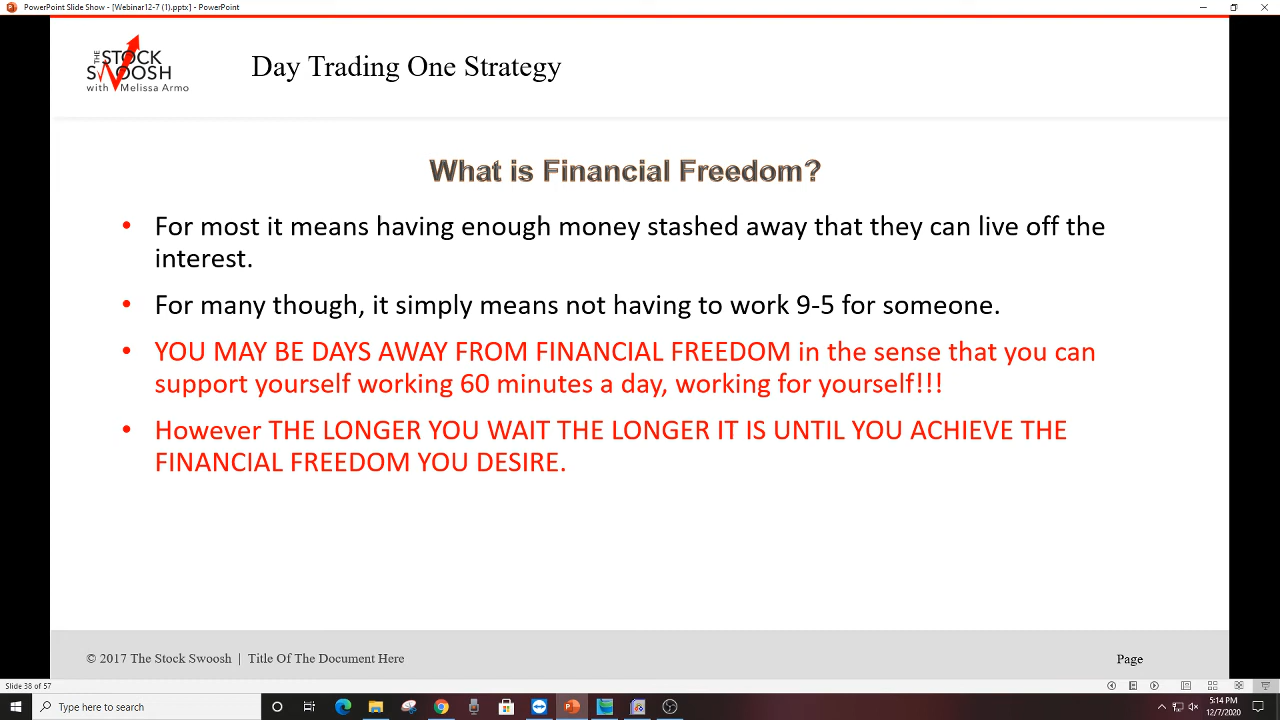 PowerPoint Slide Show - [Webinar12-7 (1).pptx] - PowerPoint
THE STOCK
SWOOSH
with Melissa Armo
Day Trading One Strategy
What is Financial Freedom?
• For most it means having enough money stashed away that they can live off the
interest.
• For many though, it simply means not having to work 9-5 for someone.
• YOU MAY BE DAYS AWAY FROM FINANCIAL FREEDOM in the sense that you can
support yourself working 60 minutes a day, working for yourself!!!
• However THE LONGER YOU WAIT THE LONGER IT IS UNTIL YOU ACHIEVE THE
FINANCIAL FREEDOM YOU DESIRE.
© 2017 The Stock Swoosh | Title Of The Document Here
Page
Slide 38 of 57
Type here to search
5:14 PM
12/7/2020